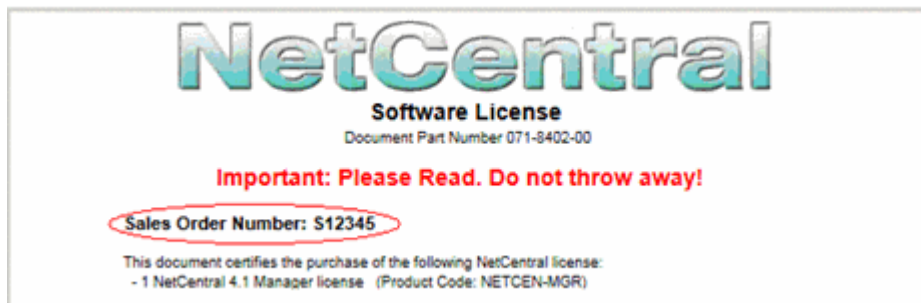 NetCentral
Software License
Document Part Number 071-8402-00
Important: Please Read. Do not throw away!
Sales Order Number: S12345
This document certifies the purchase of the following NetCentral license:
- 1 NetCentral 4.1 Manager license (Product Code: NETCEN-MGR)